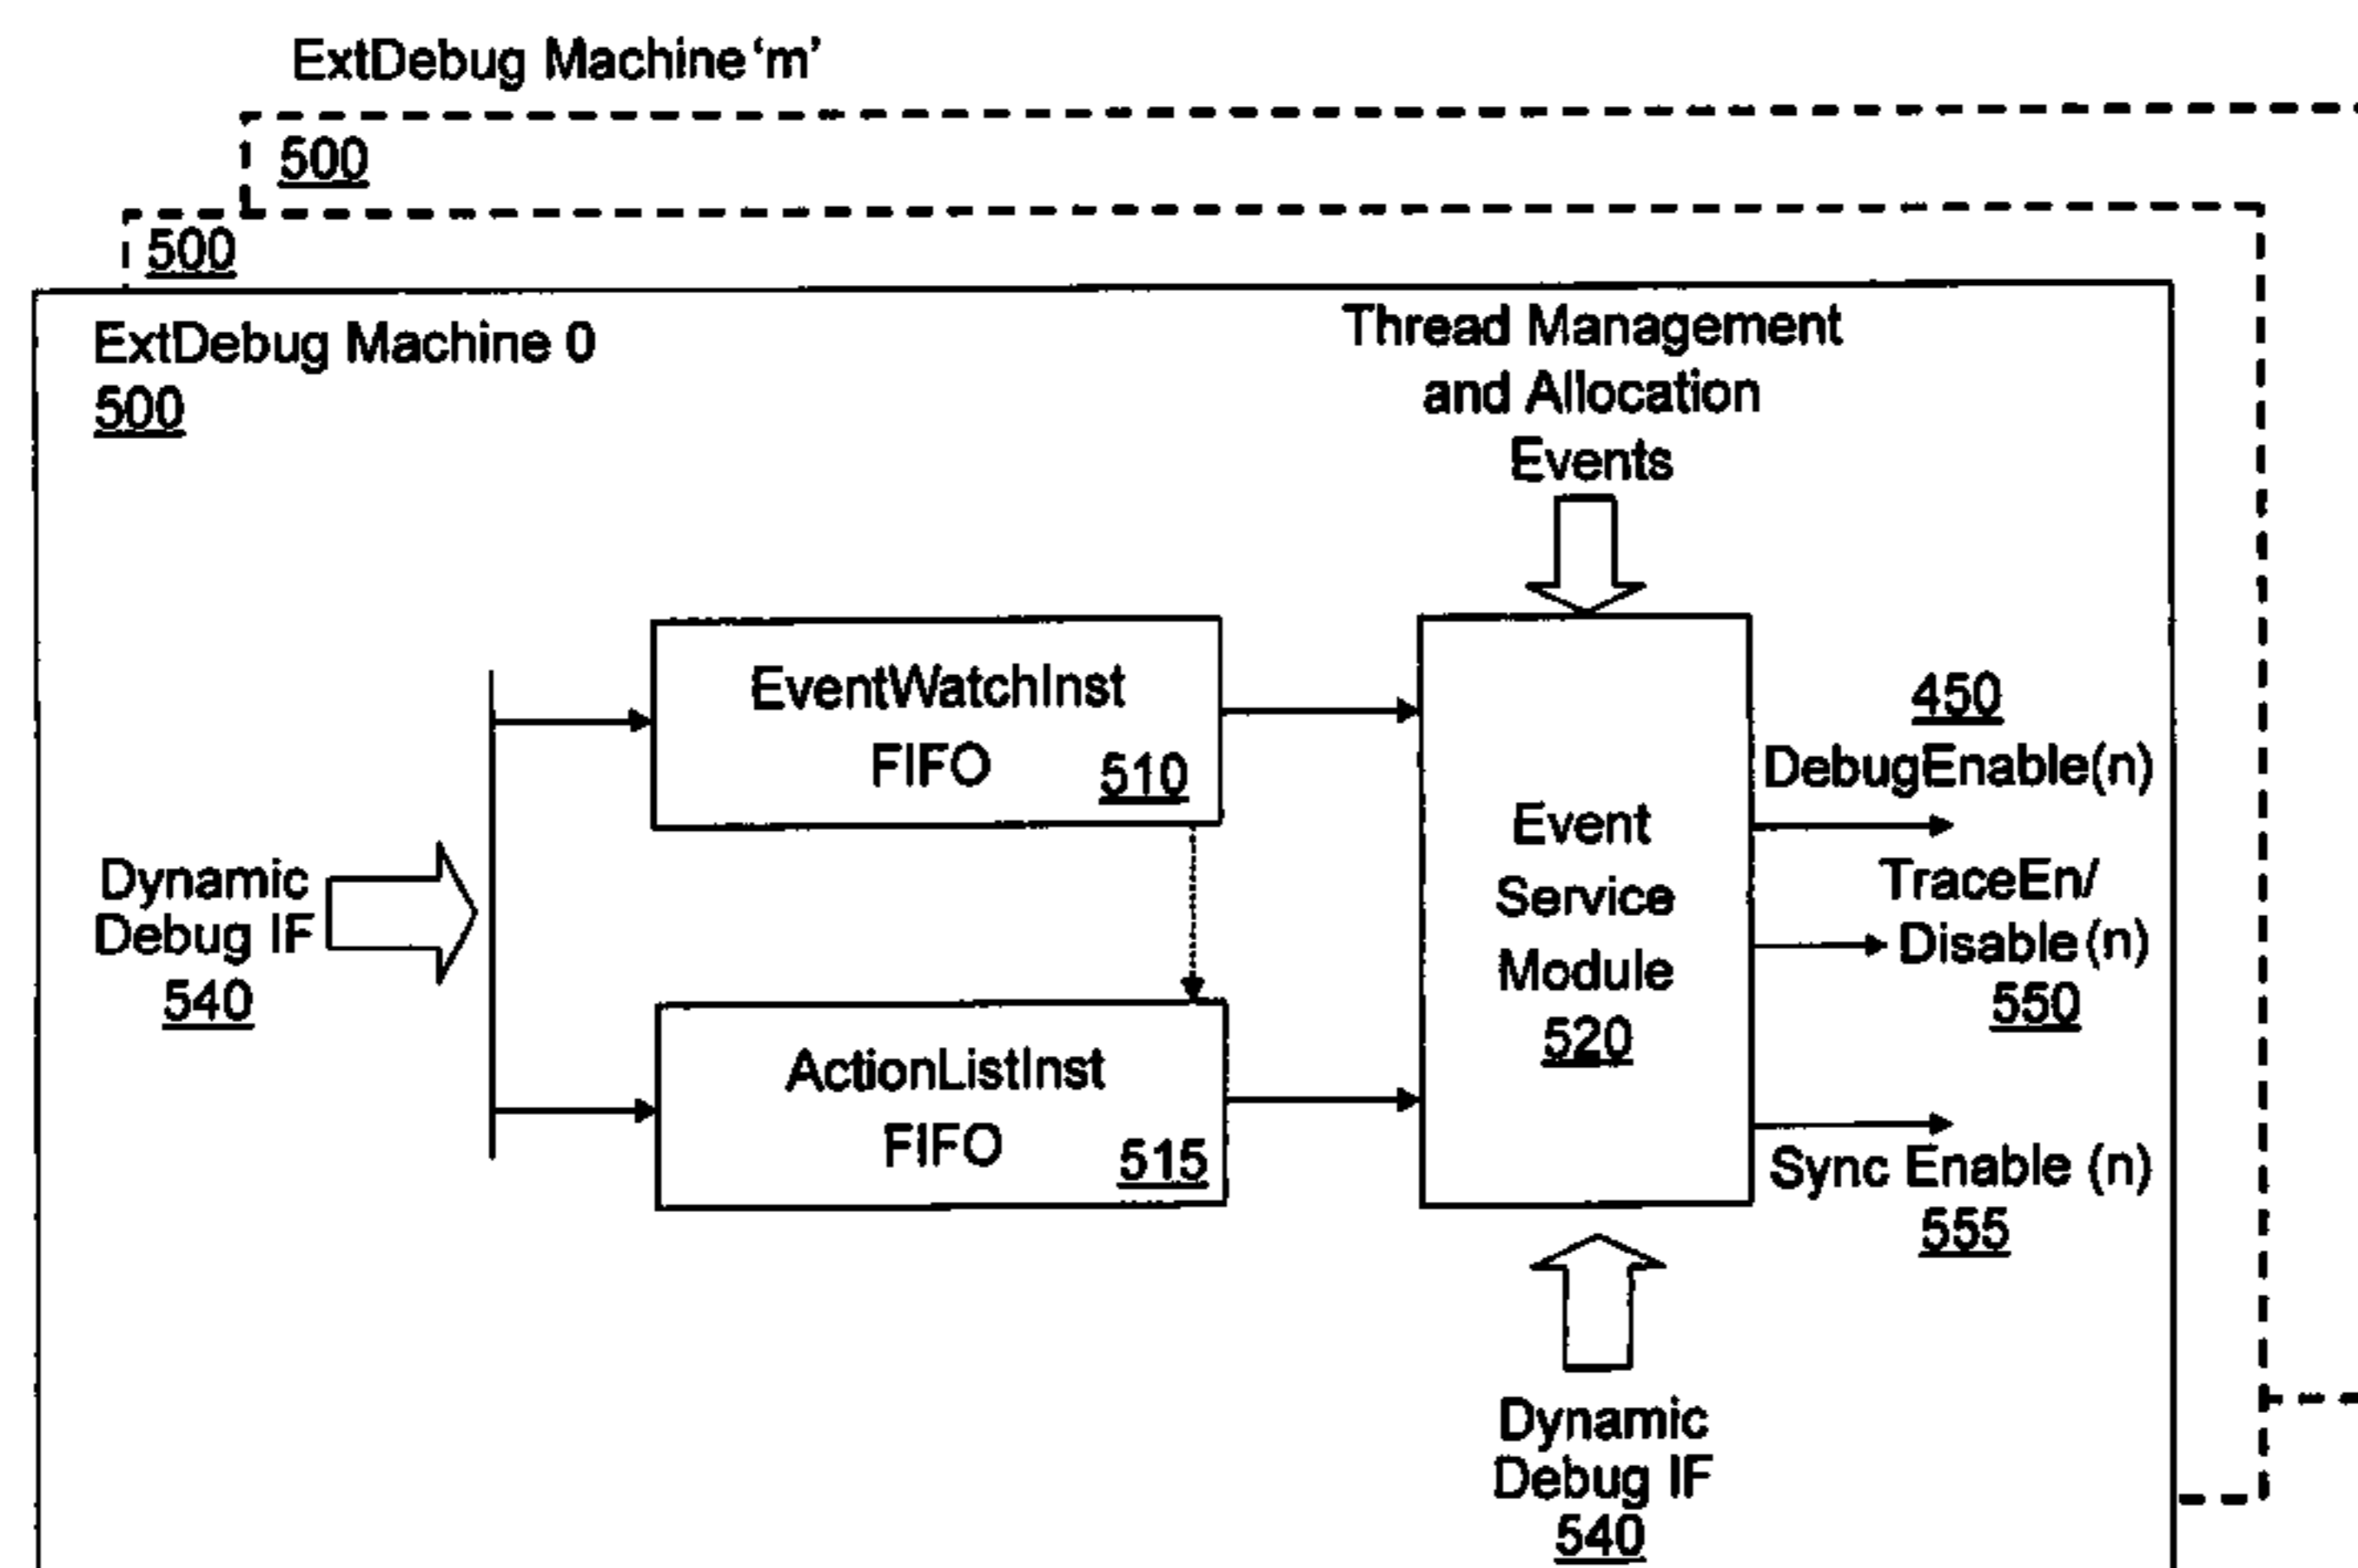 ExtDebug Machine 'm'
500
500
ExtDebug Machine 0
500
Thread Management
and Allocation
Events
EventWatchInst
FIFO
510
Dynamic
Debug IF
540
ActionListInst
FIFO
515
Event
Service
Module
520
450
DebugEnable(n)
TraceEn/
Disable (n)
550
Sync Enable (n)
555
Dynamic
Debug IF
540